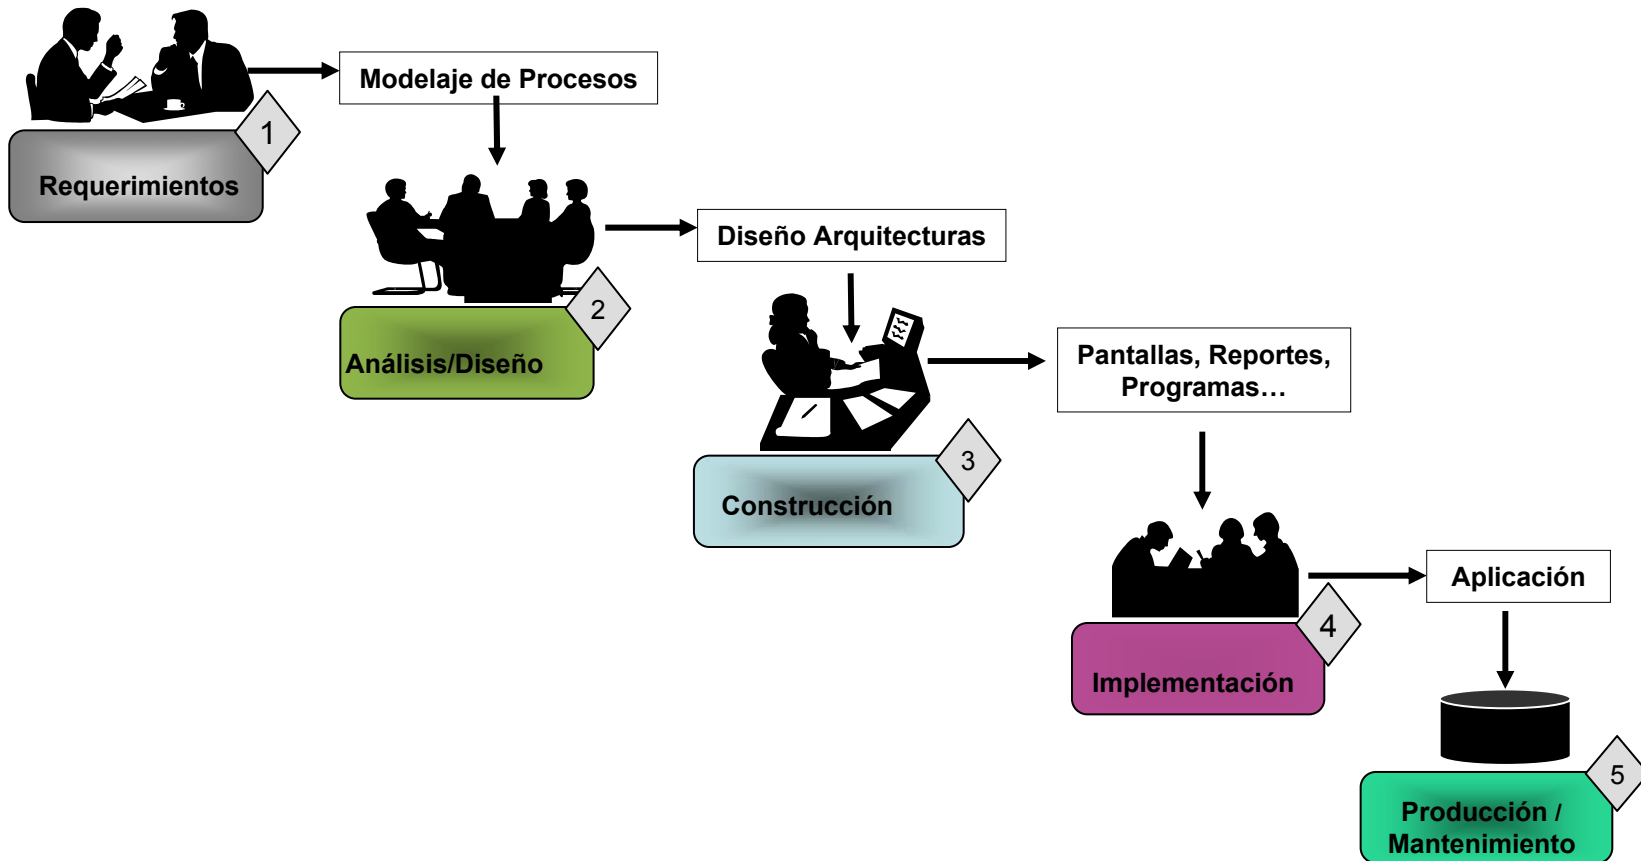 Modelaje de Procesos
1
Requerimientos
Diseño Arquitecturas
2
Análisis/Diseño
Pantallas, Reportes,
Programas...
3
Construcción
Aplicación
4
Implementación
5
Producción /
Mantenimiento